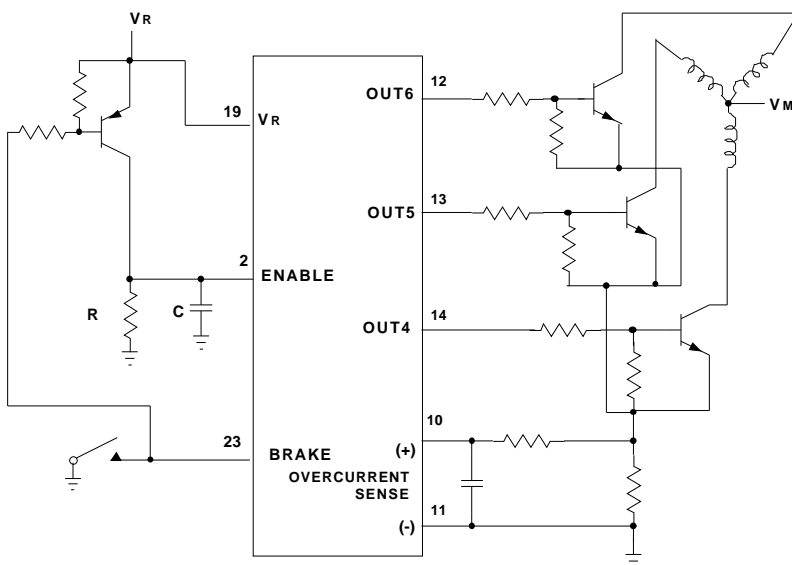 VR
19
VR
2
ENABLE
R
C
23
BRAKE
OVERCURRENT
SENSE
OUT6
12
OUT5
13
OUT4
14
(+)
10
(-)
11
VM